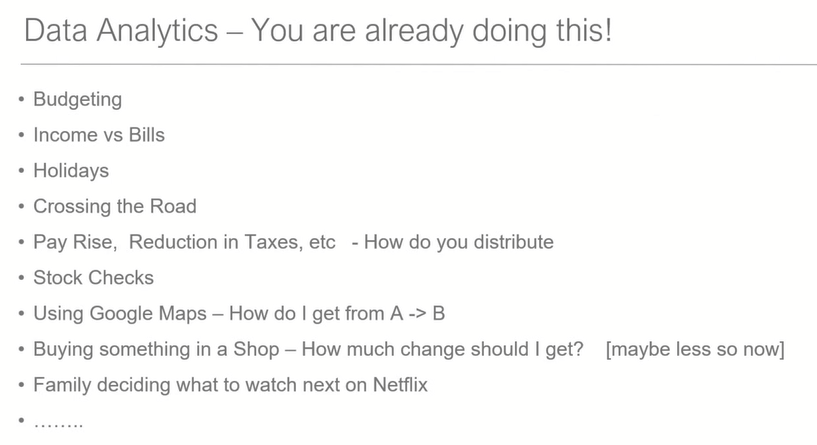 Data Analytics – You are already doing this!
• Budgeting
• Income vs Bills
• Holidays
• Crossing the Road
• Pay Rise,  Reduction in Taxes, etc   - How do you distribute
• Stock Checks
• Using Google Maps – How do I get from A -> B
• Buying something in a Shop – How much change should I get?    [maybe less so now]
• Family deciding what to watch next on Netflix
• ……..